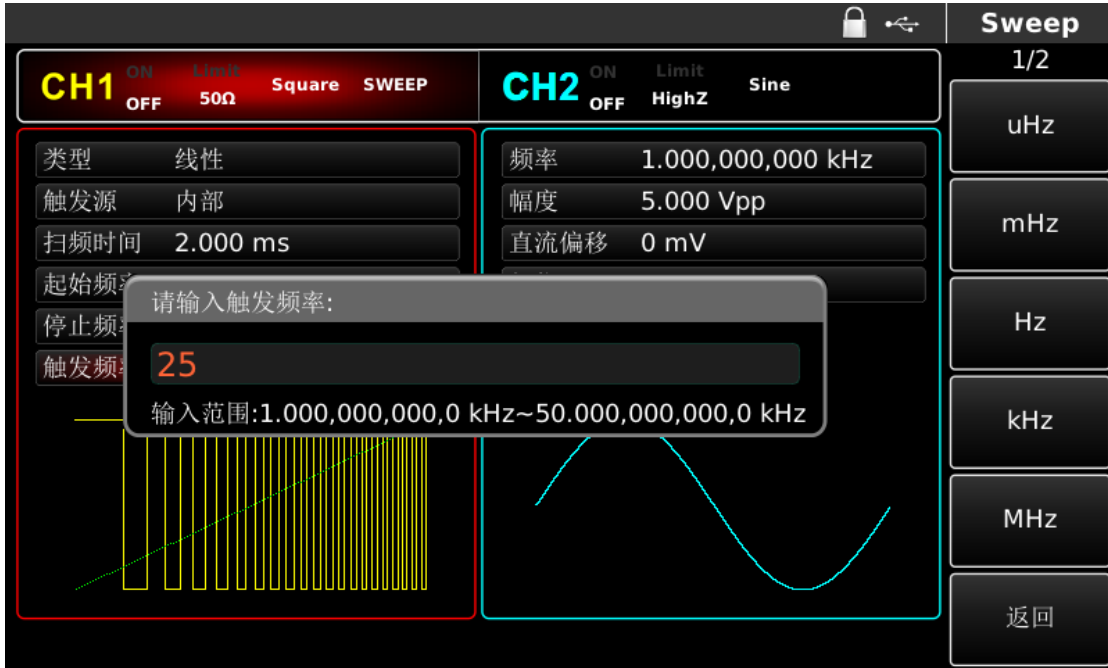 Sweep
1/2
CH1 ON OFF Limit 50Ω Square SWEEP
CH2 ON OFF Limit HighZ Sine
类型 线性
触发源 内部
扫频时间 2.000 ms
起始频
停止频
触发频
频率 1.000,000,000 kHz
幅度 5.000 Vpp
直流偏移 0 mV
请输入触发频率:
25
输入范围:1.000,000,000,0 kHz~50.000,000,000,0 kHz
uHz
mHz
Hz
kHz
MHz
返回